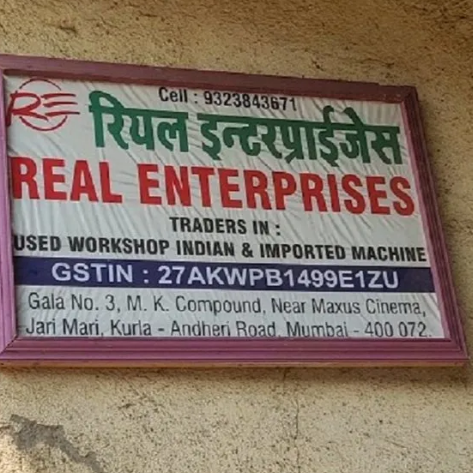 Cell : 9323843671
RE
रियल इन्टरप्राईजेस
REAL ENTERPRISES
TRADERS IN :
USED WORKSHOP INDIAN & IMPORTED MACHINE
GSTIN : 27AKWPB1499E1ZU
Gala No. 3, M. K. Compound, Near Maxus Cinema,
Jari Mari, Kurla - Andheri Road, Mumbai - 400 072.